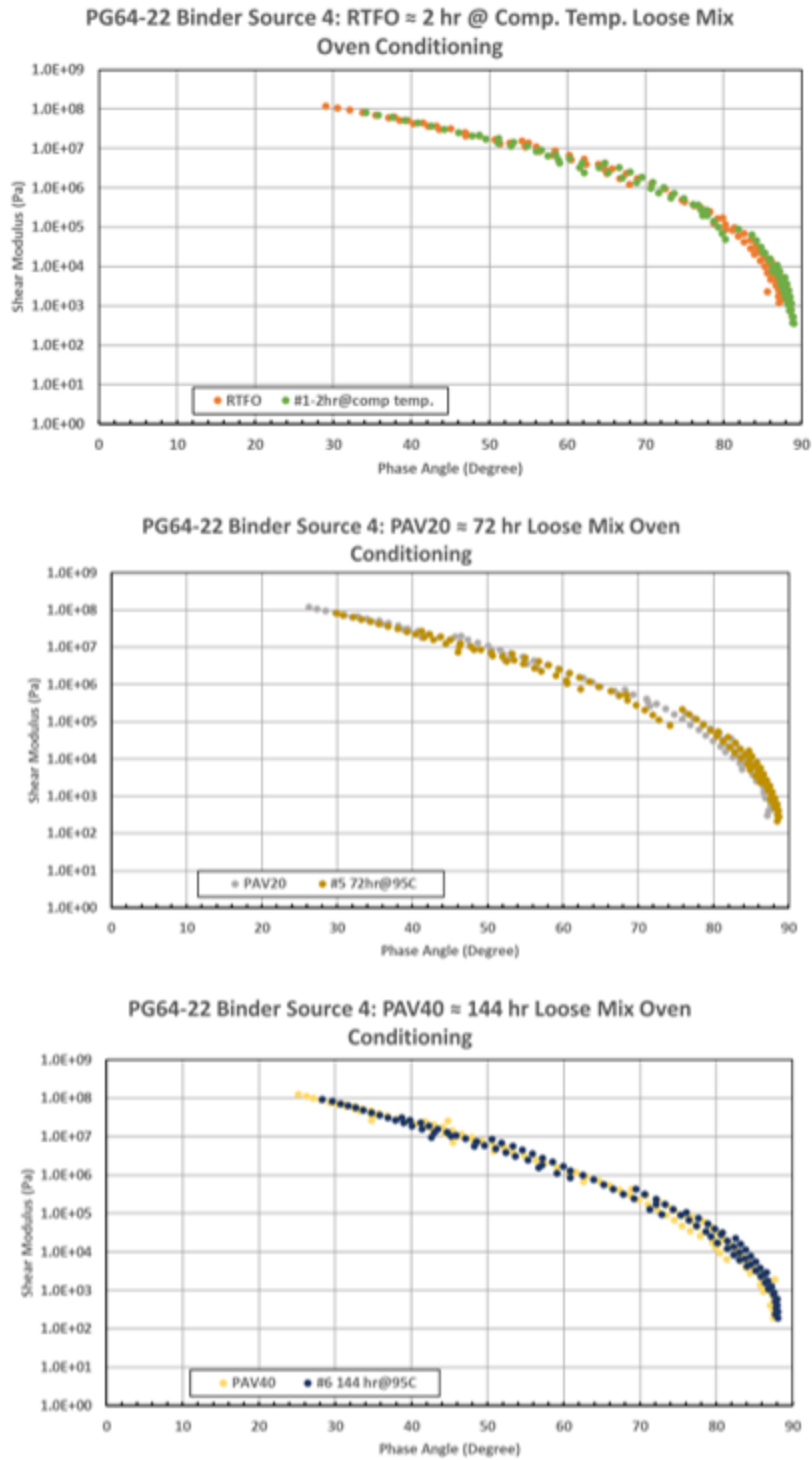 PG64-22 Binder Source 4: RTFO ≈ 2 hr @ Comp. Temp. Loose Mix
Oven Conditioning
1.0E+09
1.0E+08
1.0E+07
1.0E+06
1.0E+05
1.0E+04
1.0E+03
1.0E+02
1.0E+01
1.0E+00
Shear Modulus (Pa)
RTFO #1-2hr@comp temp.
0 10 20 30 40 50 60 70 80 90
Phase Angle (Degree)
PG64-22 Binder Source 4: PAV20 ≈ 72 hr Loose Mix Oven
Conditioning
1.0E+09
1.0E+08
1.0E+07
1.0E+06
1.0E+05
1.0E+04
1.0E+03
1.0E+02
1.0E+01
1.0E+00
Shear Modulus (Pa)
PAV20 #5 72hr@95C
0 10 20 30 40 50 60 70 80 90
Phase Angle (Degree)
PG64-22 Binder Source 4: PAV40 ≈ 144 hr Loose Mix Oven
Conditioning
1.0E+09
1.0E+08
1.0E+07
1.0E+06
1.0E+05
1.0E+04
1.0E+03
1.0E+02
1.0E+01
1.0E+00
Shear Modulus (Pa)
PAV40 #6 144 hr@95C
0 10 20 30 40 50 60 70 80 90
Phase Angle (Degree)